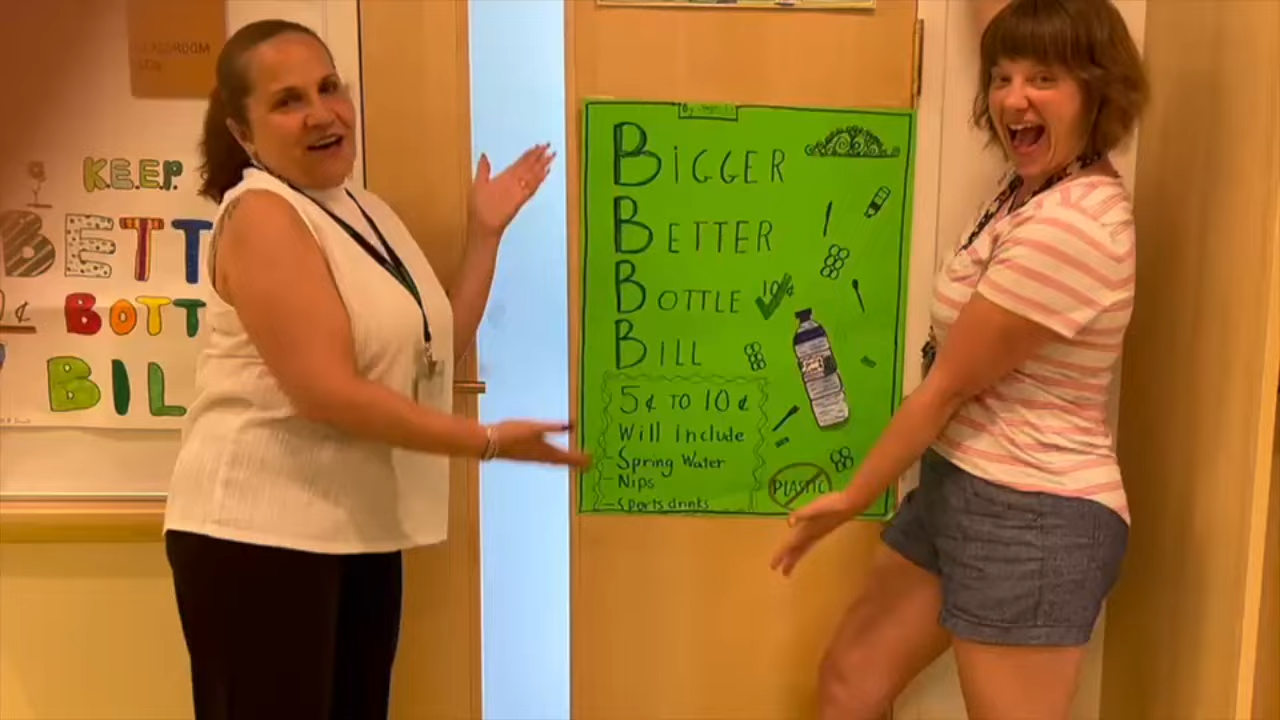 CLASSROOM
K.E.E.P.
BETT
¢ BOTT
BIL
BIGGER
BETTER
BOTTLE 10¢
BILL
5¢ TO 10¢
Will include
- Spring Water
- Nips
- Sports drinks
PLASTIC